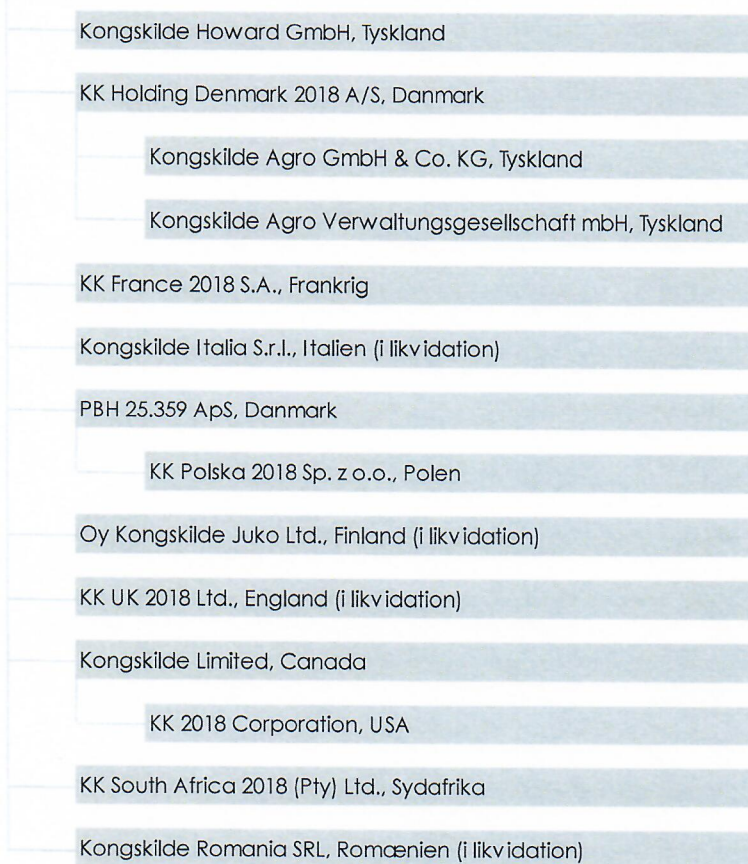 Kongskilde Howard GmbH, Tyskland
KK Holding Denmark 2018 A/S, Danmark
Kongskilde Agro GmbH & Co. KG, Tyskland
Kongskilde Agro Verwaltungsgesellschaft mbH, Tyskland
KK France 2018 S.A., Frankrig
Kongskilde Italia S.r.l., Italien (i likvidation)
PBH 25.359 ApS, Danmark
KK Polska 2018 Sp. z o.o., Polen
Oy Kongskilde Juko Ltd., Finland (i likvidation)
KK UK 2018 Ltd., England (i likvidation)
Kongskilde Limited, Canada
KK 2018 Corporation, USA
KK South Africa 2018 (Pty) Ltd., Sydafrika
Kongskilde Romania SRL, Romænien (i likvidation)